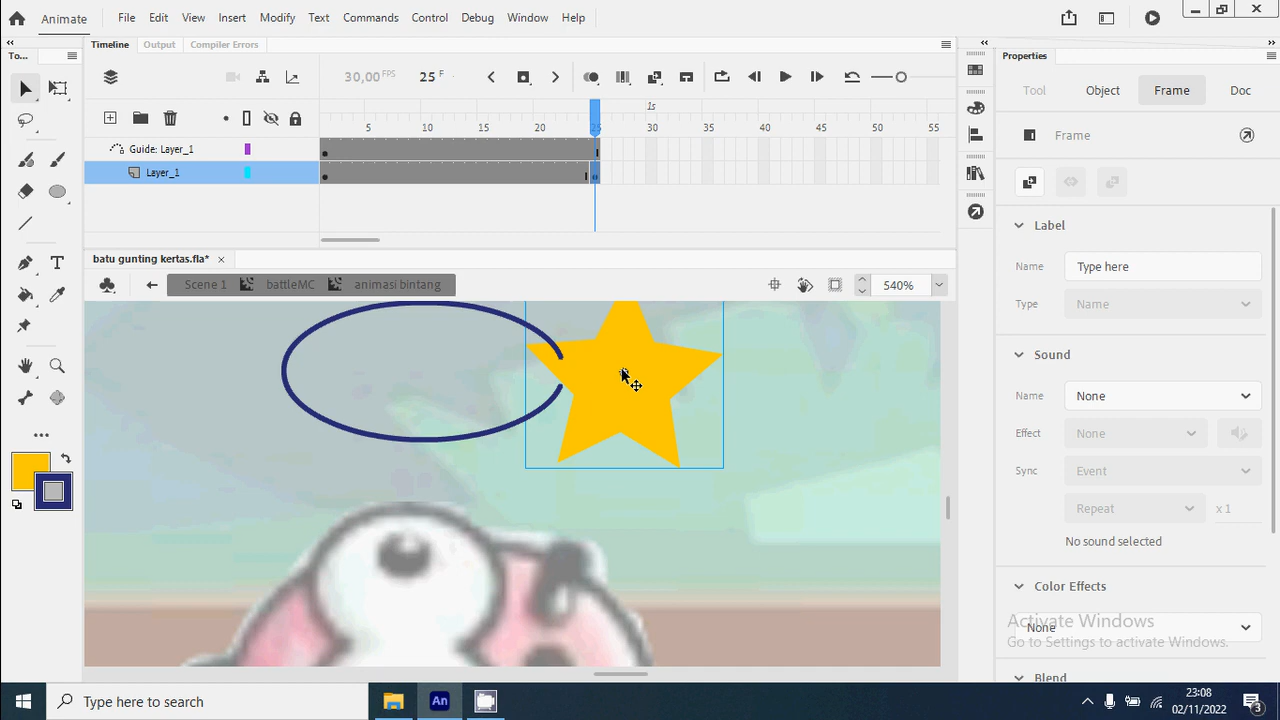 Animate File Edit View Insert Modify Text Commands Control Debug Window Help
To...
Timeline Output Compiler Errors
30,00 FPS 25 F
1s
5 10 15 20 25 30 35 40 45 50 55
Guide: Layer_1
Layer_1
batu gunting kertas.fla*
Scene 1 battleMC animasi bintang
540%
Properties
Tool Object Frame Doc
Frame
Label
Name Type here
Type Name
Sound
Name None
Effect None
Sync Event
Repeat x 1
No sound selected
Color Effects
None
Activate Windows
Go to Settings to activate Windows.
Blend
Type here to search
An
23:08
02/11/2022
3